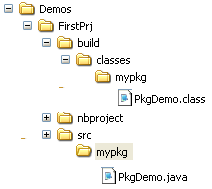 Demos
FirstPrj
build
classes
mypkg
PkgDemo.class
nbproject
src
mypkg
PkgDemo.java